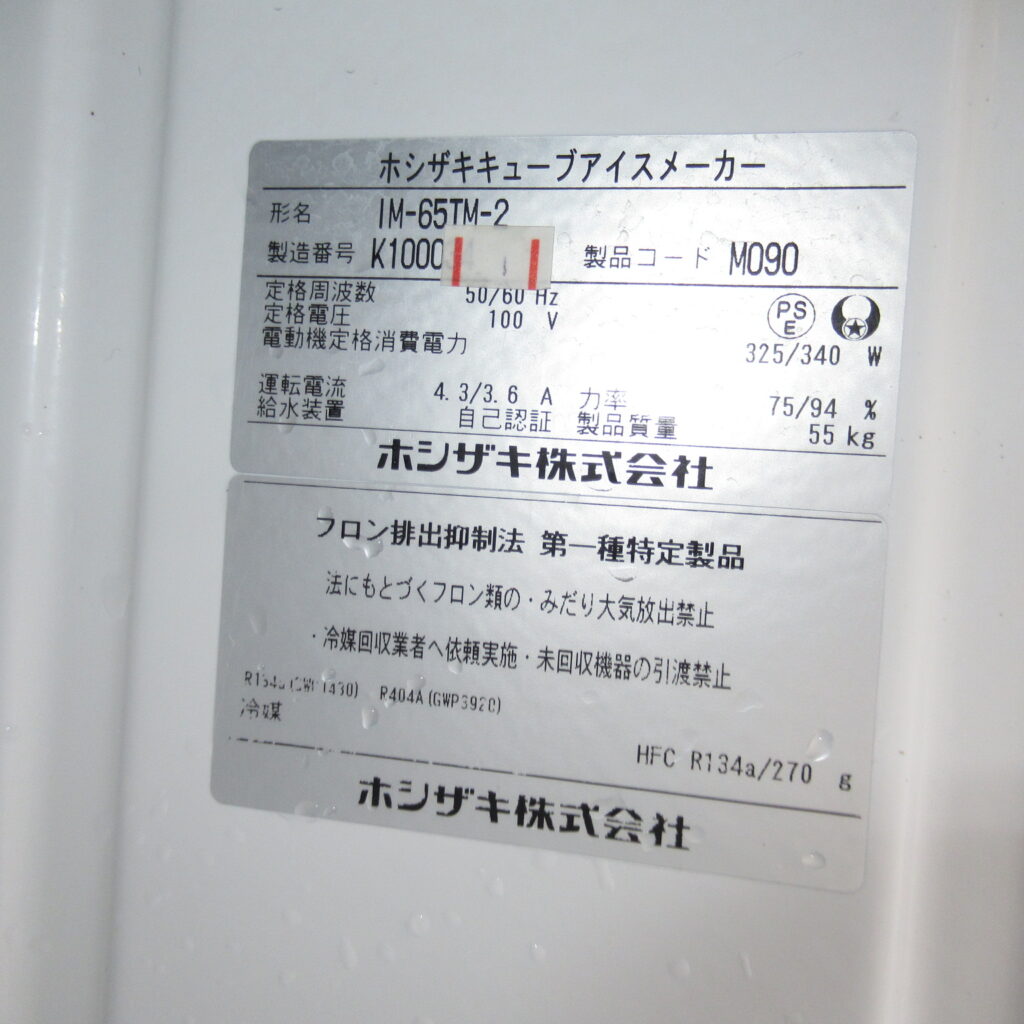 ホシザキキューブアイスメーカー
形名 IM-65TM-2
製造番号 K1000 製品コード M090
定格周波数 50/60 Hz
定格電圧 100 V
PS E
電動機定格消費電力 325/340 W
運転電流 4.3/3.6 A 力率 75/94 %
給水装置 自己認証 製品質量 55 kg
ホシザキ株式会社
フロン排出抑制法 第一種特定製品
法にもとづくフロン類の・みだり大気放出禁止
・冷媒回収業者へ依頼実施・未回収機器の引渡禁止
R134a(GWP1430) R404A(GWP3920)
冷媒
HFC R134a/270 g
ホシザキ株式会社